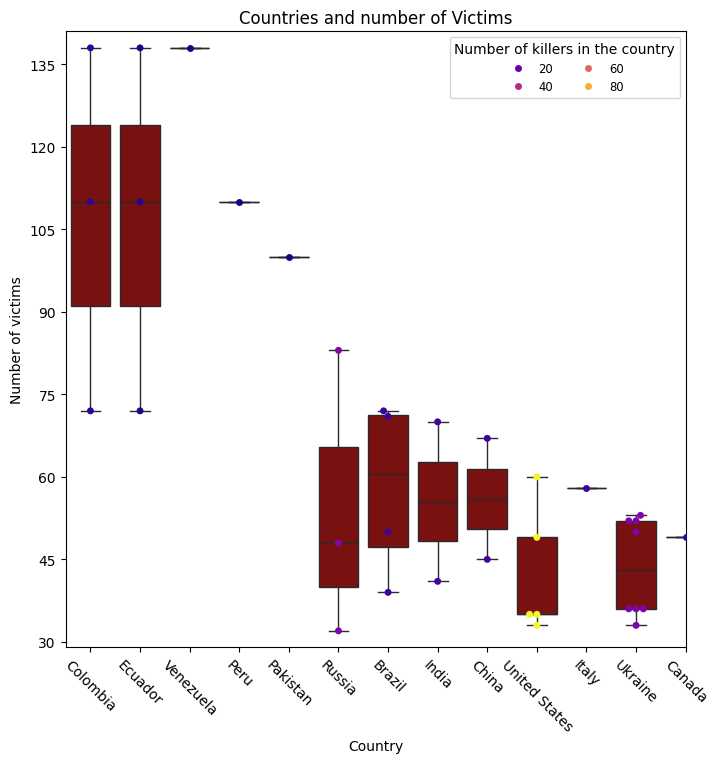 Countries and number of Victims
Number of killers in the country
20 60
40 80
135
120
105
90
75
60
45
30
Number of victims
Colombia
Ecuador
Venezuela
Peru
Pakistan
Russia
Brazil
India
China
United States
Italy
Ukraine
Canada
Country